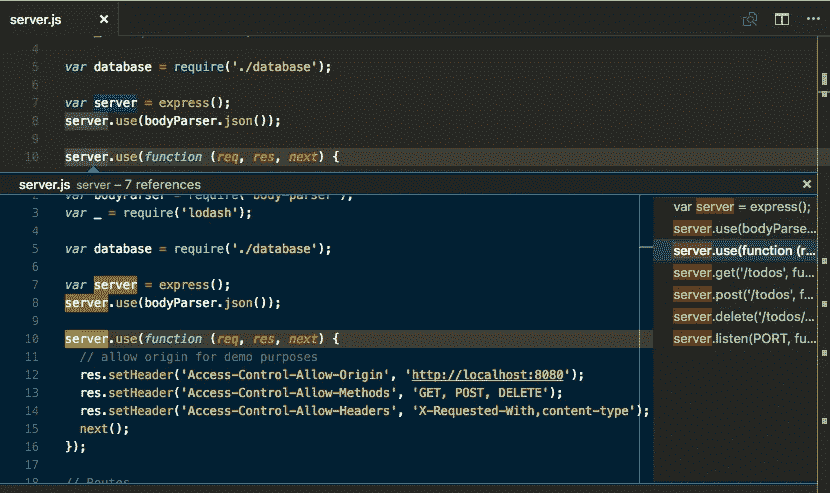 server.js
4
5 var database = require('./database');
6
7 var server = express();
8 server.use(bodyParser.json());
9
10 server.use(function (req, res, next) {
server.js server – 7 references
2 var bodyParser = require('body-parser');
3 var _ = require('lodash');
4
5 var database = require('./database');
6
7 var server = express();
8 server.use(bodyParser.json());
9
10 server.use(function (req, res, next) {
11 // allow origin for demo purposes
12 res.setHeader('Access-Control-Allow-Origin', 'http://localhost:8080');
13 res.setHeader('Access-Control-Allow-Methods', 'GET, POST, DELETE');
14 res.setHeader('Access-Control-Allow-Headers', 'X-Requested-With,content-type');
15 next();
16 });
17
18 // Routes
var server = express();
server.use(bodyParse...
server.use(function (r...
server.get('/todos', fu...
server.post('/todos', f...
server.delete('/todos/...
server.listen(PORT, fu...